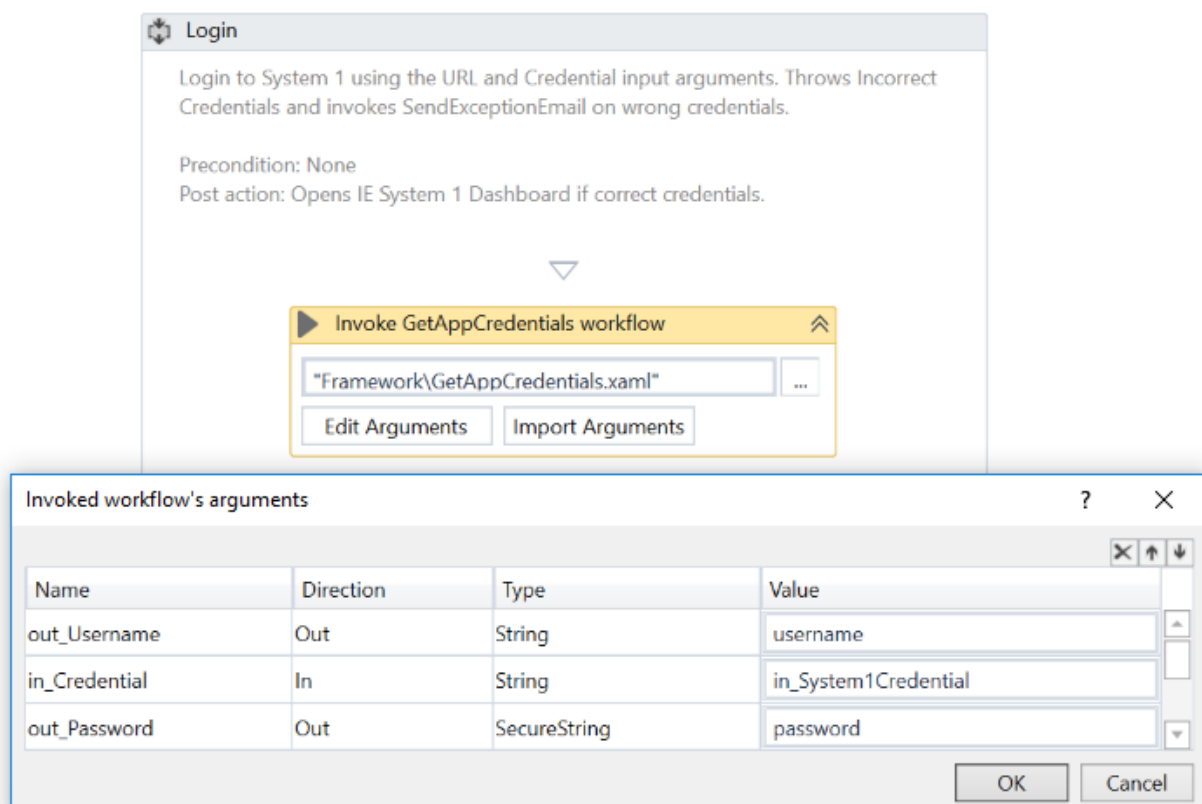 Login
Login to System 1 using the URL and Credential input arguments. Throws Incorrect
Credentials and invokes SendExceptionEmail on wrong credentials.
Precondition: None
Post action: Opens IE System 1 Dashboard if correct credentials.
Invoke GetAppCredentials workflow
"Framework\GetAppCredentials.xaml"
...
Edit Arguments Import Arguments
Invoked workflow's arguments ?
Name Direction Type Value
out_Username Out String username
in_Credential In String in_System1Credential
out_Password Out SecureString password
OK Cancel